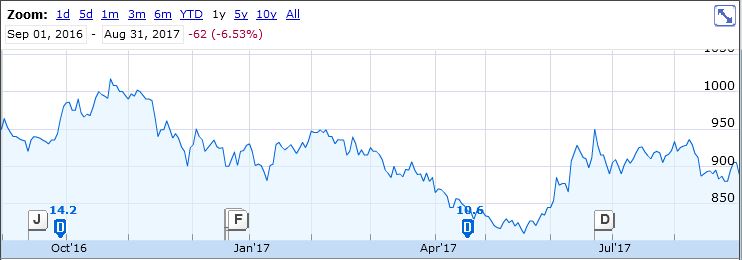 Zoom: 1d 5d 1m 3m 6m YTD 1y 5y 10y All
Sep 01, 2016 - Aug 31, 2017 -62 (-6.53%)
1050
1000
950
900
850
J 14.2 D F 10.6 D D
Oct'16 Jan'17 Apr'17 Jul'17